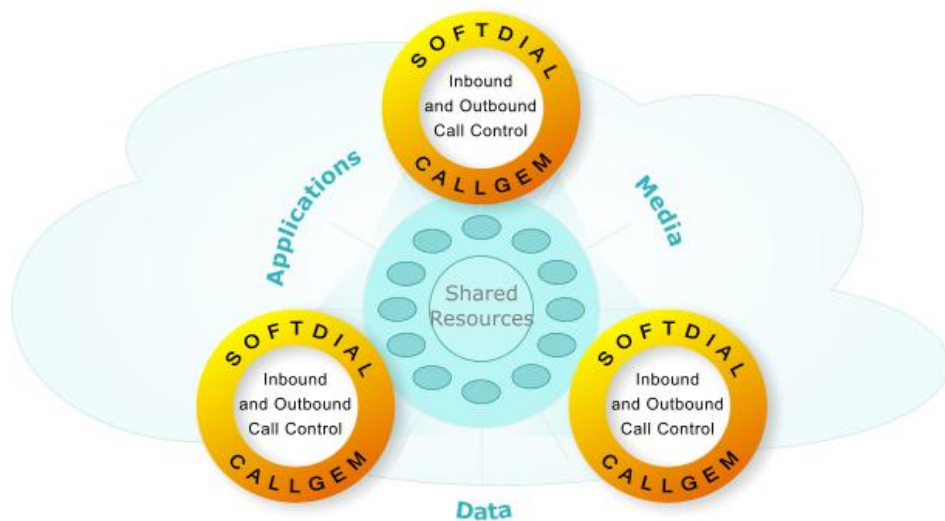 SOFTDIAL
Inbound
and Outbound
Call Control
CALLGEM
Applications
Media
Shared
Resources
SOFTDIAL
Inbound
and Outbound
Call Control
CALLGEM
SOFTDIAL
Inbound
and Outbound
Call Control
CALLGEM
Data